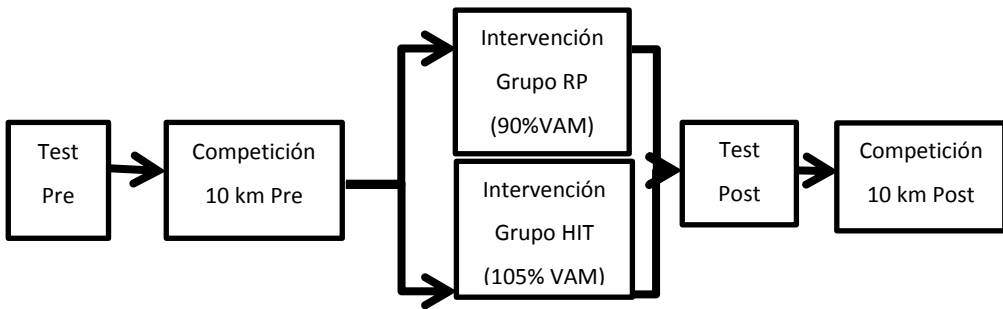 Test
Pre
Competición
10 km Pre
Intervención
Grupo RP
(90%VAM)
Intervención
Grupo HIT
(105% VAM)
Test
Post
Competición
10 km Post